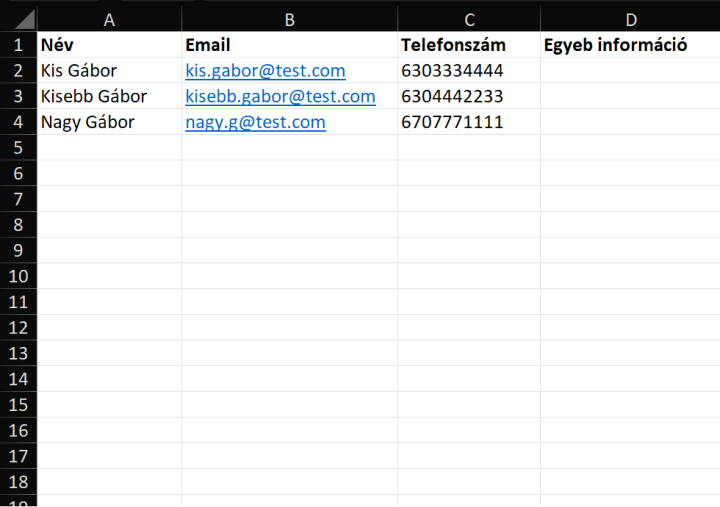 A B C D
1 Név Email Telefonszám Egyeb információ
2 Kis Gábor kis.gabor@test.com 6303334444
3 Kisebb Gábor kisebb.gabor@test.com 6304442233
4 Nagy Gábor nagy.g@test.com 6707771111
5
6
7
8
9
10
11
12
13
14
15
16
17
18